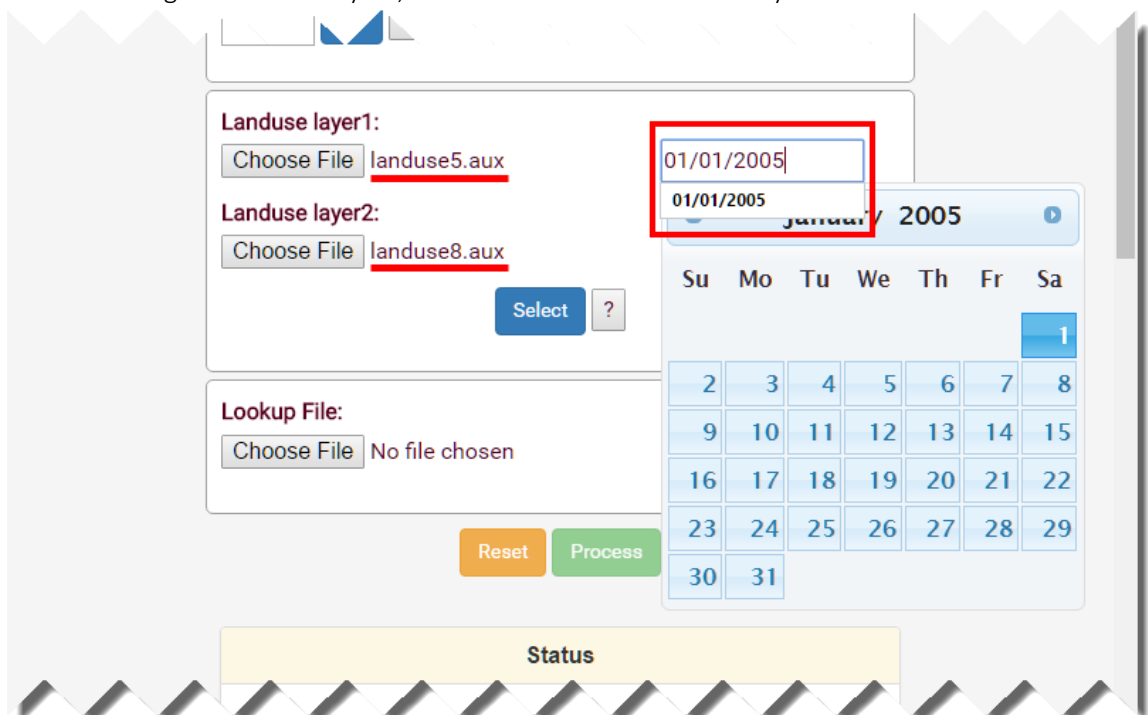 Landuse layer1:
Choose File landuse5.aux
01/01/2005
01/01/2005
Landuse layer2:
January 2005
Choose File landuse8.aux
Su Mo Tu We Th Fr Sa
Select ?
1
2 3 4 5 6 7 8
Lookup File:
9 10 11 12 13 14 15
Choose File No file chosen
16 17 18 19 20 21 22
23 24 25 26 27 28 29
Reset Process
30 31
Status